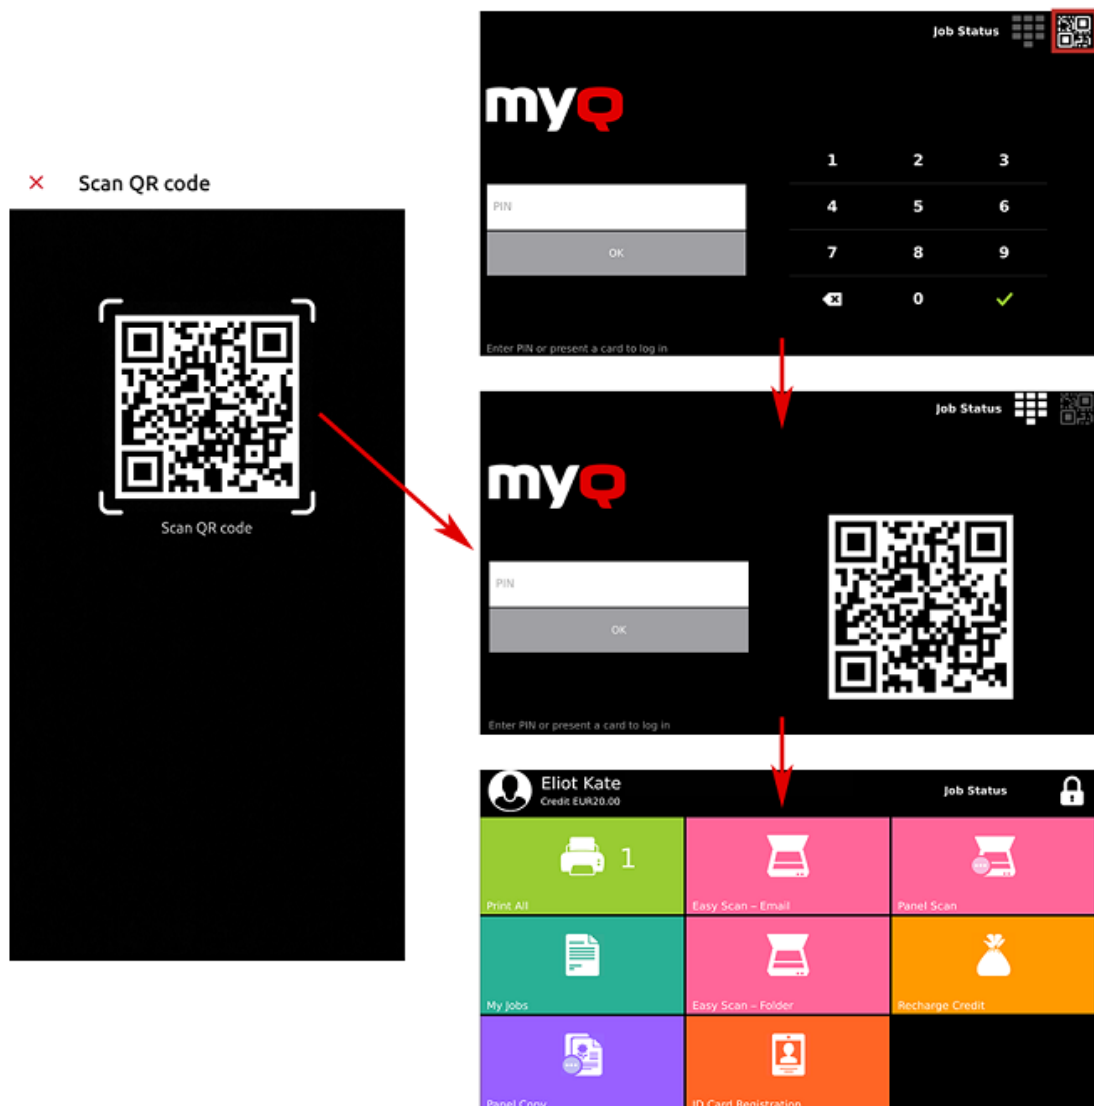 Scan QR code
Scan QR code
Job Status
myQ
PIN
OK
1 2 3
4 5 6
7 8 9
0
Enter PIN or present a card to log in
Job Status
myQ
PIN
OK
Enter PIN or present a card to log in
Eliot Kate
Credit EUR20.00
Job Status
1
Print All
Easy Scan – Email
Panel Scan
My Jobs
Easy Scan – Folder
Recharge Credit
Panel Copy
ID Card Registration